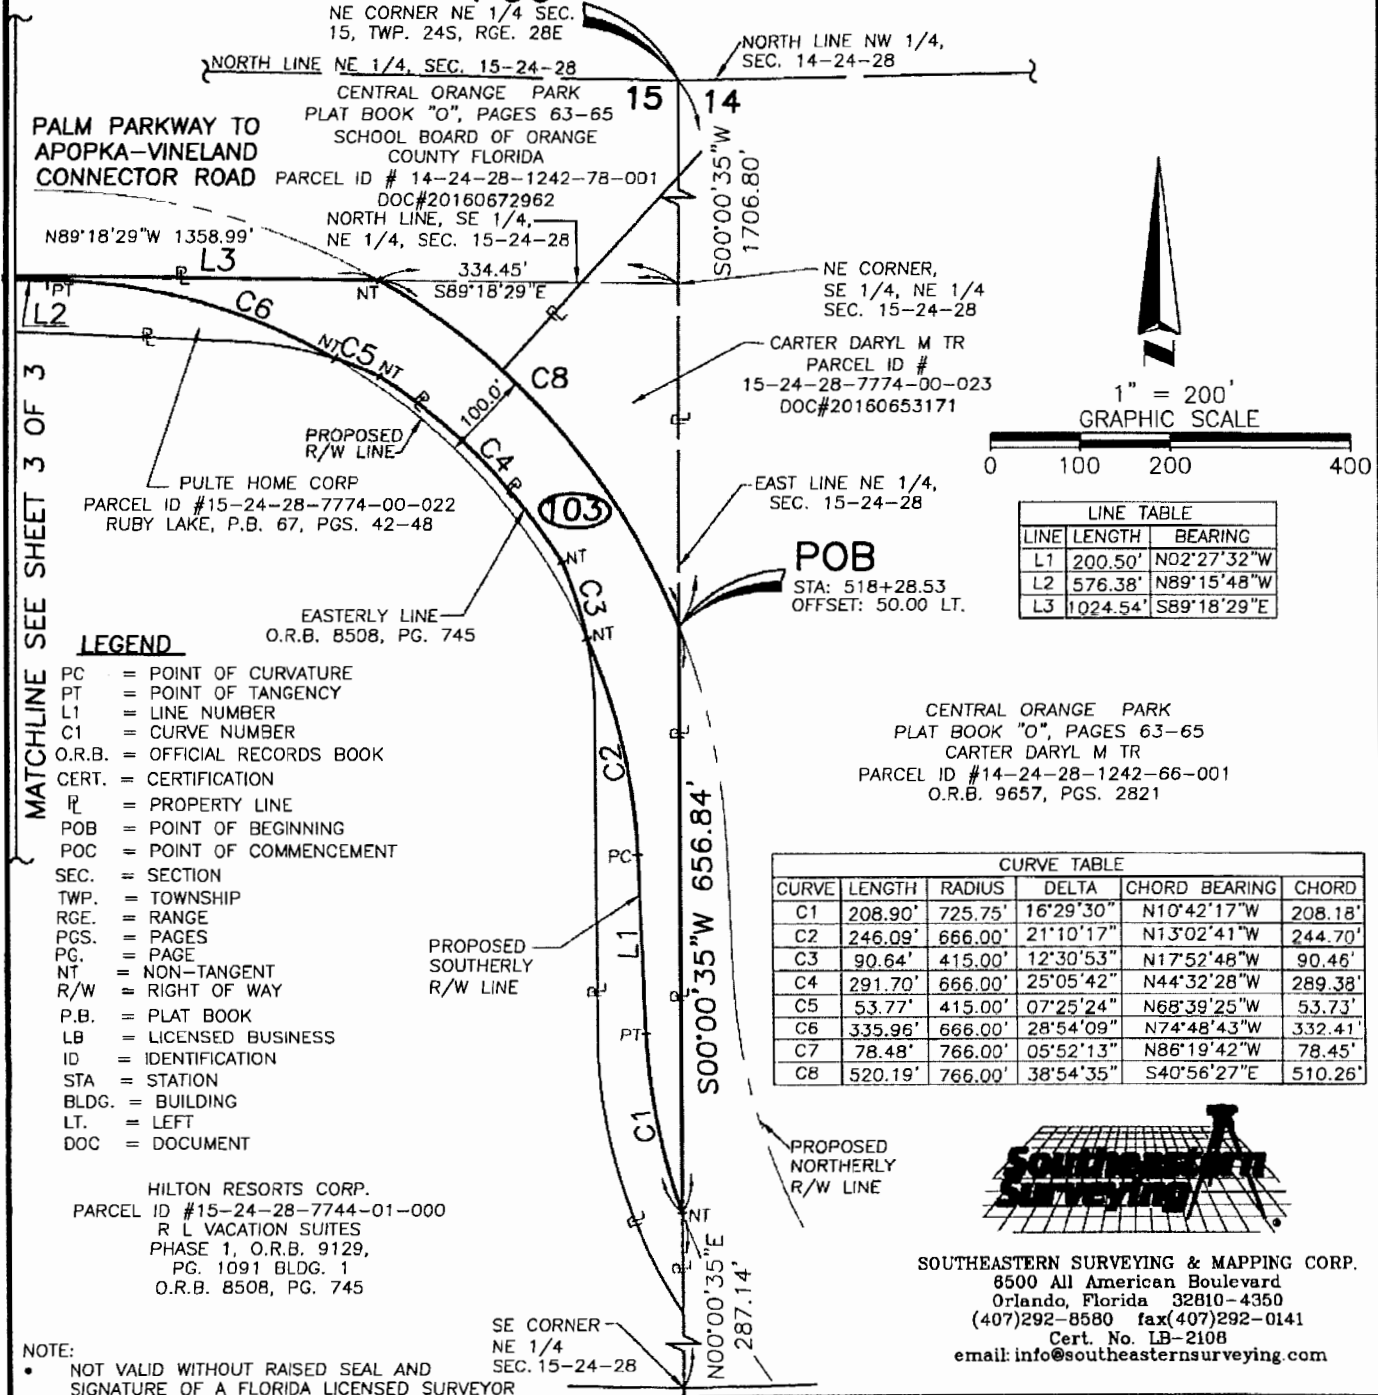 NE CORNER NE 1/4 SEC.
15, TWP. 24S, RGE. 28E
NORTH LINE NW 1/4,
SEC. 14-24-28
NORTH LINE NE 1/4, SEC. 15-24-28
15 14
CENTRAL ORANGE PARK
PLAT BOOK "O", PAGES 63-65
SCHOOL BOARD OF ORANGE
COUNTY FLORIDA
PARCEL ID # 14-24-28-1242-78-001
DOC#20160672962
PALM PARKWAY TO
APOPKA-VINELAND
CONNECTOR ROAD
NORTH LINE, SE 1/4,
NE 1/4, SEC. 15-24-28
S00°00'35"W
1706.80'
N89°18'29"W 1358.99'
L3
PL
334.45'
S89°18'29"E
NT
PT
L2
C6
PL
NT
C5
NT
PL
C8
PL
100.0'
C4
PL
NE CORNER,
SE 1/4, NE 1/4
SEC. 15-24-28
CARTER DARYL M TR
PARCEL ID #
15-24-28-7774-00-023
DOC#20160653171
PL
1" = 200'
GRAPHIC SCALE
0 100 200 400
PROPOSED
R/W LINE
PULTE HOME CORP
PARCEL ID #15-24-28-7774-00-022
RUBY LAKE, P.B. 67, PGS. 42-48
103
EAST LINE NE 1/4,
SEC. 15-24-28
MATCHLINE SEE SHEET 3 OF 3
LINE TABLE
LINE LENGTH BEARING
L1 200.50' N02°27'32"W
L2 576.38' N89°15'48"W
L3 1024.54' S89°18'29"E
POB
STA: 518+28.53
OFFSET: 50.00 LT.
NT
C3
NT
EASTERLY LINE
O.R.B. 8508, PG. 745
LEGEND
PC = POINT OF CURVATURE
PT = POINT OF TANGENCY
L1 = LINE NUMBER
C1 = CURVE NUMBER
O.R.B. = OFFICIAL RECORDS BOOK
CERT. = CERTIFICATION
PL = PROPERTY LINE
POB = POINT OF BEGINNING
POC = POINT OF COMMENCEMENT
SEC. = SECTION
TWP. = TOWNSHIP
RGE. = RANGE
PGS. = PAGES
PG. = PAGE
NT = NON-TANGENT
R/W = RIGHT OF WAY
P.B. = PLAT BOOK
LB = LICENSED BUSINESS
ID = IDENTIFICATION
STA = STATION
BLDG. = BUILDING
LT. = LEFT
DOC = DOCUMENT
C2
PL
PC
L1
PL
PL
PT
C1
S00°00'35"W 656.84'
CENTRAL ORANGE PARK
PLAT BOOK "O", PAGES 63-65
CARTER DARYL M TR
PARCEL ID #14-24-28-1242-66-001
O.R.B. 9657, PGS. 2821
PROPOSED
SOUTHERLY
R/W LINE
CURVE TABLE
CURVE LENGTH RADIUS DELTA CHORD BEARING CHORD
C1 208.90' 725.75' 16°29'30" N10°42'17"W 208.18'
C2 246.09' 666.00' 21°10'17" N13°02'41"W 244.70'
C3 90.64' 415.00' 12°30'53" N17°52'48"W 90.46'
C4 291.70' 666.00' 25°05'42" N44°32'28"W 289.38'
C5 53.77' 415.00' 07°25'24" N68°39'25"W 53.73'
C6 335.96' 666.00' 28°54'09" N74°48'43"W 332.41'
C7 78.48' 766.00' 05°52'13" N86°19'42"W 78.45'
C8 520.19' 766.00' 38°54'35" S40°56'27"E 510.26'
PROPOSED
NORTHERLY
R/W LINE
HILTON RESORTS CORP.
PARCEL ID #15-24-28-7744-01-000
R L VACATION SUITES
PHASE 1, O.R.B. 9129,
PG. 1091 BLDG. 1
O.R.B. 8508, PG. 745
NT
PL
PL
N00°00'35"E
287.14'
SE CORNER
NE 1/4
SEC. 15-24-28
Southeastern
Surveying
®
SOUTHEASTERN SURVEYING & MAPPING CORP.
6500 All American Boulevard
Orlando, Florida 32810-4350
(407)292-8580 fax(407)292-0141
Cert. No. LB-2108
email: info@southeasternsurveying.com
NOTE:
• NOT VALID WITHOUT RAISED SEAL AND
SIGNATURE OF A FLORIDA LICENSED SURVEYOR